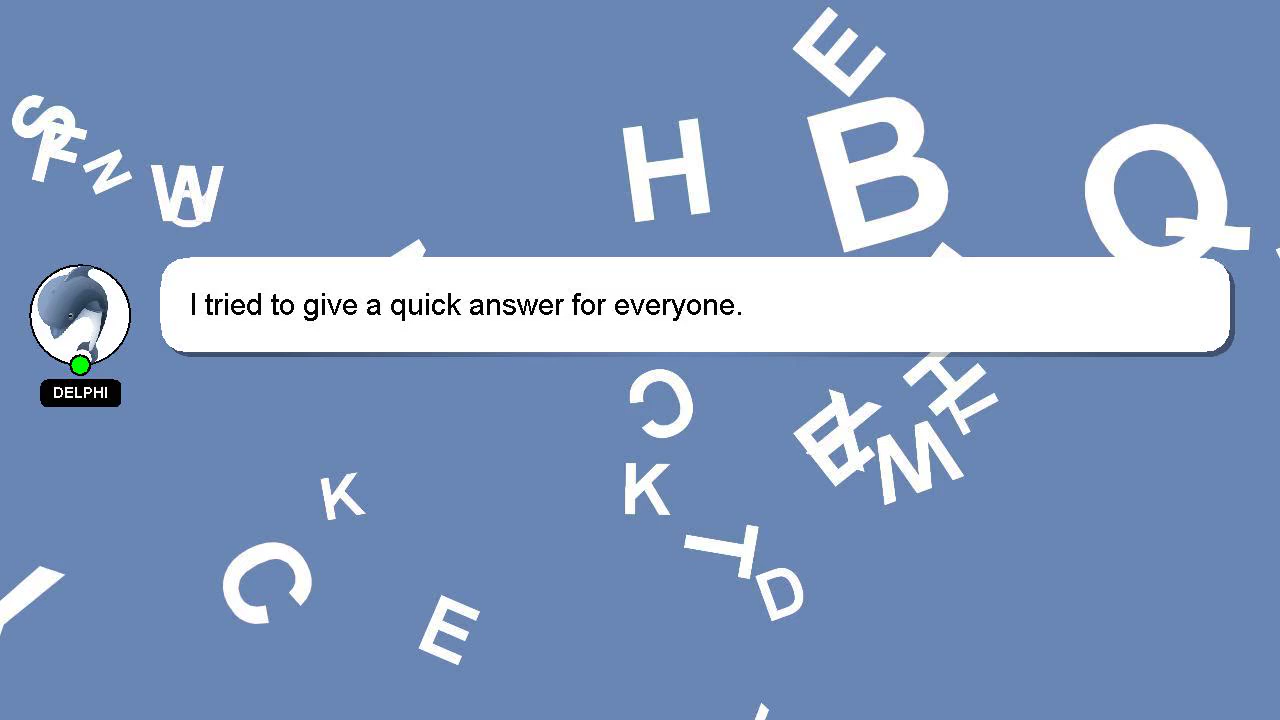 E
B
H
Q
S
F
N
W
I tried to give a quick answer for everyone.
DELPHI
C
H
E
M
K
K
T
D
C
E